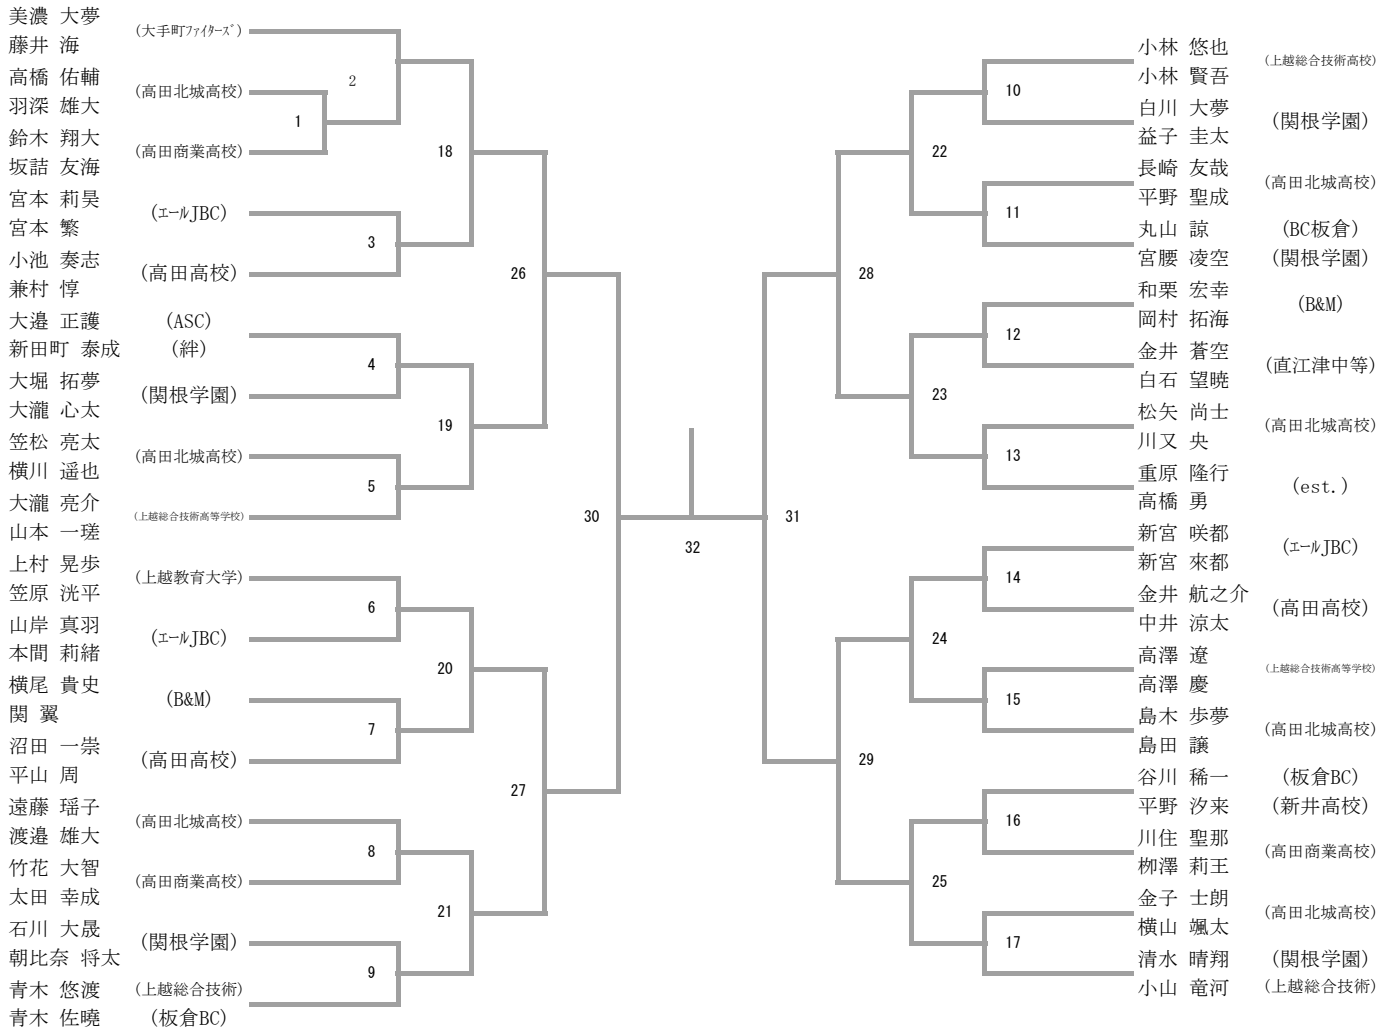 美濃 大夢
藤井 海
(大手町ﾌｧｲﾀｰｽﾞ)
高橋 佑輔
羽深 雄大
(高田北城高校)
鈴木 翔大
坂詰 友海
(高田商業高校)
宮本 莉昊
宮本 繁
(ｴｰﾙJBC)
小池 奏志
兼村 惇
(高田高校)
大邉 正護
(ASC)
新田町 泰成
(絆)
大堀 拓夢
大瀧 心太
(関根学園)
笠松 亮太
横川 遥也
(高田北城高校)
大瀧 亮介
山本 一瑳
(上越総合技術高等学校)
上村 晃歩
笠原 洸平
(上越教育大学)
山岸 真羽
本間 莉緒
(ｴｰﾙJBC)
横尾 貴史
関 翼
(B&M)
沼田 一崇
平山 周
(高田高校)
遠藤 瑶子
渡邉 雄大
(高田北城高校)
竹花 大智
太田 幸成
(高田商業高校)
石川 大晟
朝比奈 将太
(関根学園)
青木 悠渡
(上越総合技術)
青木 佐曉
(板倉BC)
1
2
3
4
5
6
7
8
9
18
19
20
21
26
27
30
32
31
28
29
22
23
24
25
10
11
12
13
14
15
16
17
小林 悠也
小林 賢吾
(上越総合技術高校)
白川 大夢
益子 圭太
(関根学園)
長崎 友哉
平野 聖成
(高田北城高校)
丸山 諒
(BC板倉)
宮腰 凌空
(関根学園)
和栗 宏幸
岡村 拓海
(B&M)
金井 蒼空
白石 望暁
(直江津中等)
松矢 尚士
川又 央
(高田北城高校)
重原 隆行
高橋 勇
(est.)
新宮 咲都
新宮 來都
(ｴｰﾙJBC)
金井 航之介
中井 涼太
(高田高校)
高澤 遼
高澤 慶
(上越総合技術高等学校)
島木 歩夢
島田 譲
(高田北城高校)
谷川 稀一
(板倉BC)
平野 汐来
(新井高校)
川住 聖那
栁澤 莉王
(高田商業高校)
金子 士朗
横山 颯太
(高田北城高校)
清水 晴翔
(関根学園)
小山 竜河
(上越総合技術)